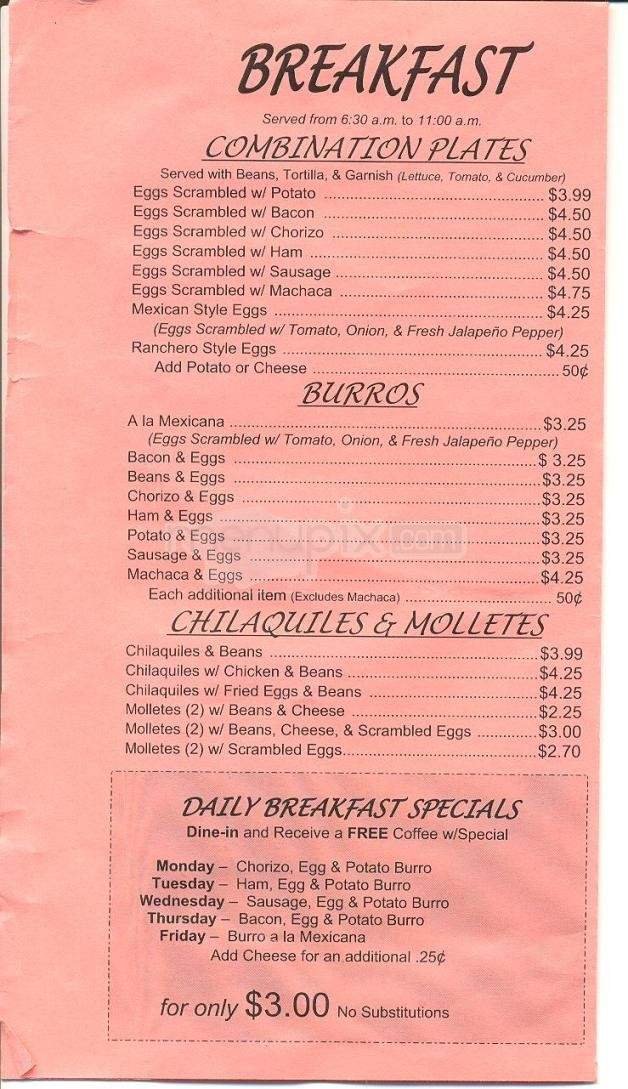 BREAKFAST
Served from 6:30 a.m. to 11:00 a.m.
COMBINATION PLATES
Served with Beans, Tortilla, & Garnish (Lettuce, Tomato, & Cucumber)
Eggs Scrambled w/ Potato ........ $3.99
Eggs Scrambled w/ Bacon ........ $4.50
Eggs Scrambled w/ Chorizo ........ $4.50
Eggs Scrambled w/ Ham ........ $4.50
Eggs Scrambled w/ Sausage ........ $4.50
Eggs Scrambled w/ Machaca ........ $4.75
Mexican Style Eggs ........ $4.25
(Eggs Scrambled w/ Tomato, Onion, & Fresh Jalapeño Pepper)
Ranchero Style Eggs ........ $4.25
Add Potato or Cheese ........ 50¢
BURROS
A la Mexicana ........ $3.25
(Eggs Scrambled w/ Tomato, Onion, & Fresh Jalapeño Pepper)
Bacon & Eggs ........ $ 3.25
Beans & Eggs ........ $3.25
Chorizo & Eggs ........ $3.25
Ham & Eggs ........ $3.25
Potato & Eggs ........ $3.25
Sausage & Eggs ........ $3.25
Machaca & Eggs ........ $4.25
Each additional item (Excludes Machaca) ........ 50¢
CHILAQUILES & MOLLETES
Chilaquiles & Beans ........ $3.99
Chilaquiles w/ Chicken & Beans ........ $4.25
Chilaquiles w/ Fried Eggs & Beans ........ $4.25
Molletes (2) w/ Beans & Cheese ........ $2.25
Molletes (2) w/ Beans, Cheese, & Scrambled Eggs ........ $3.00
Molletes (2) w/ Scrambled Eggs........ $2.70
DAILY BREAKFAST SPECIALS
Dine-in and Receive a FREE Coffee w/Special
Monday – Chorizo, Egg & Potato Burro
Tuesday – Ham, Egg & Potato Burro
Wednesday – Sausage, Egg & Potato Burro
Thursday – Bacon, Egg & Potato Burro
Friday – Burro a la Mexicana
Add Cheese for an additional .25¢
for only $3.00 No Substitutions
menupix.com